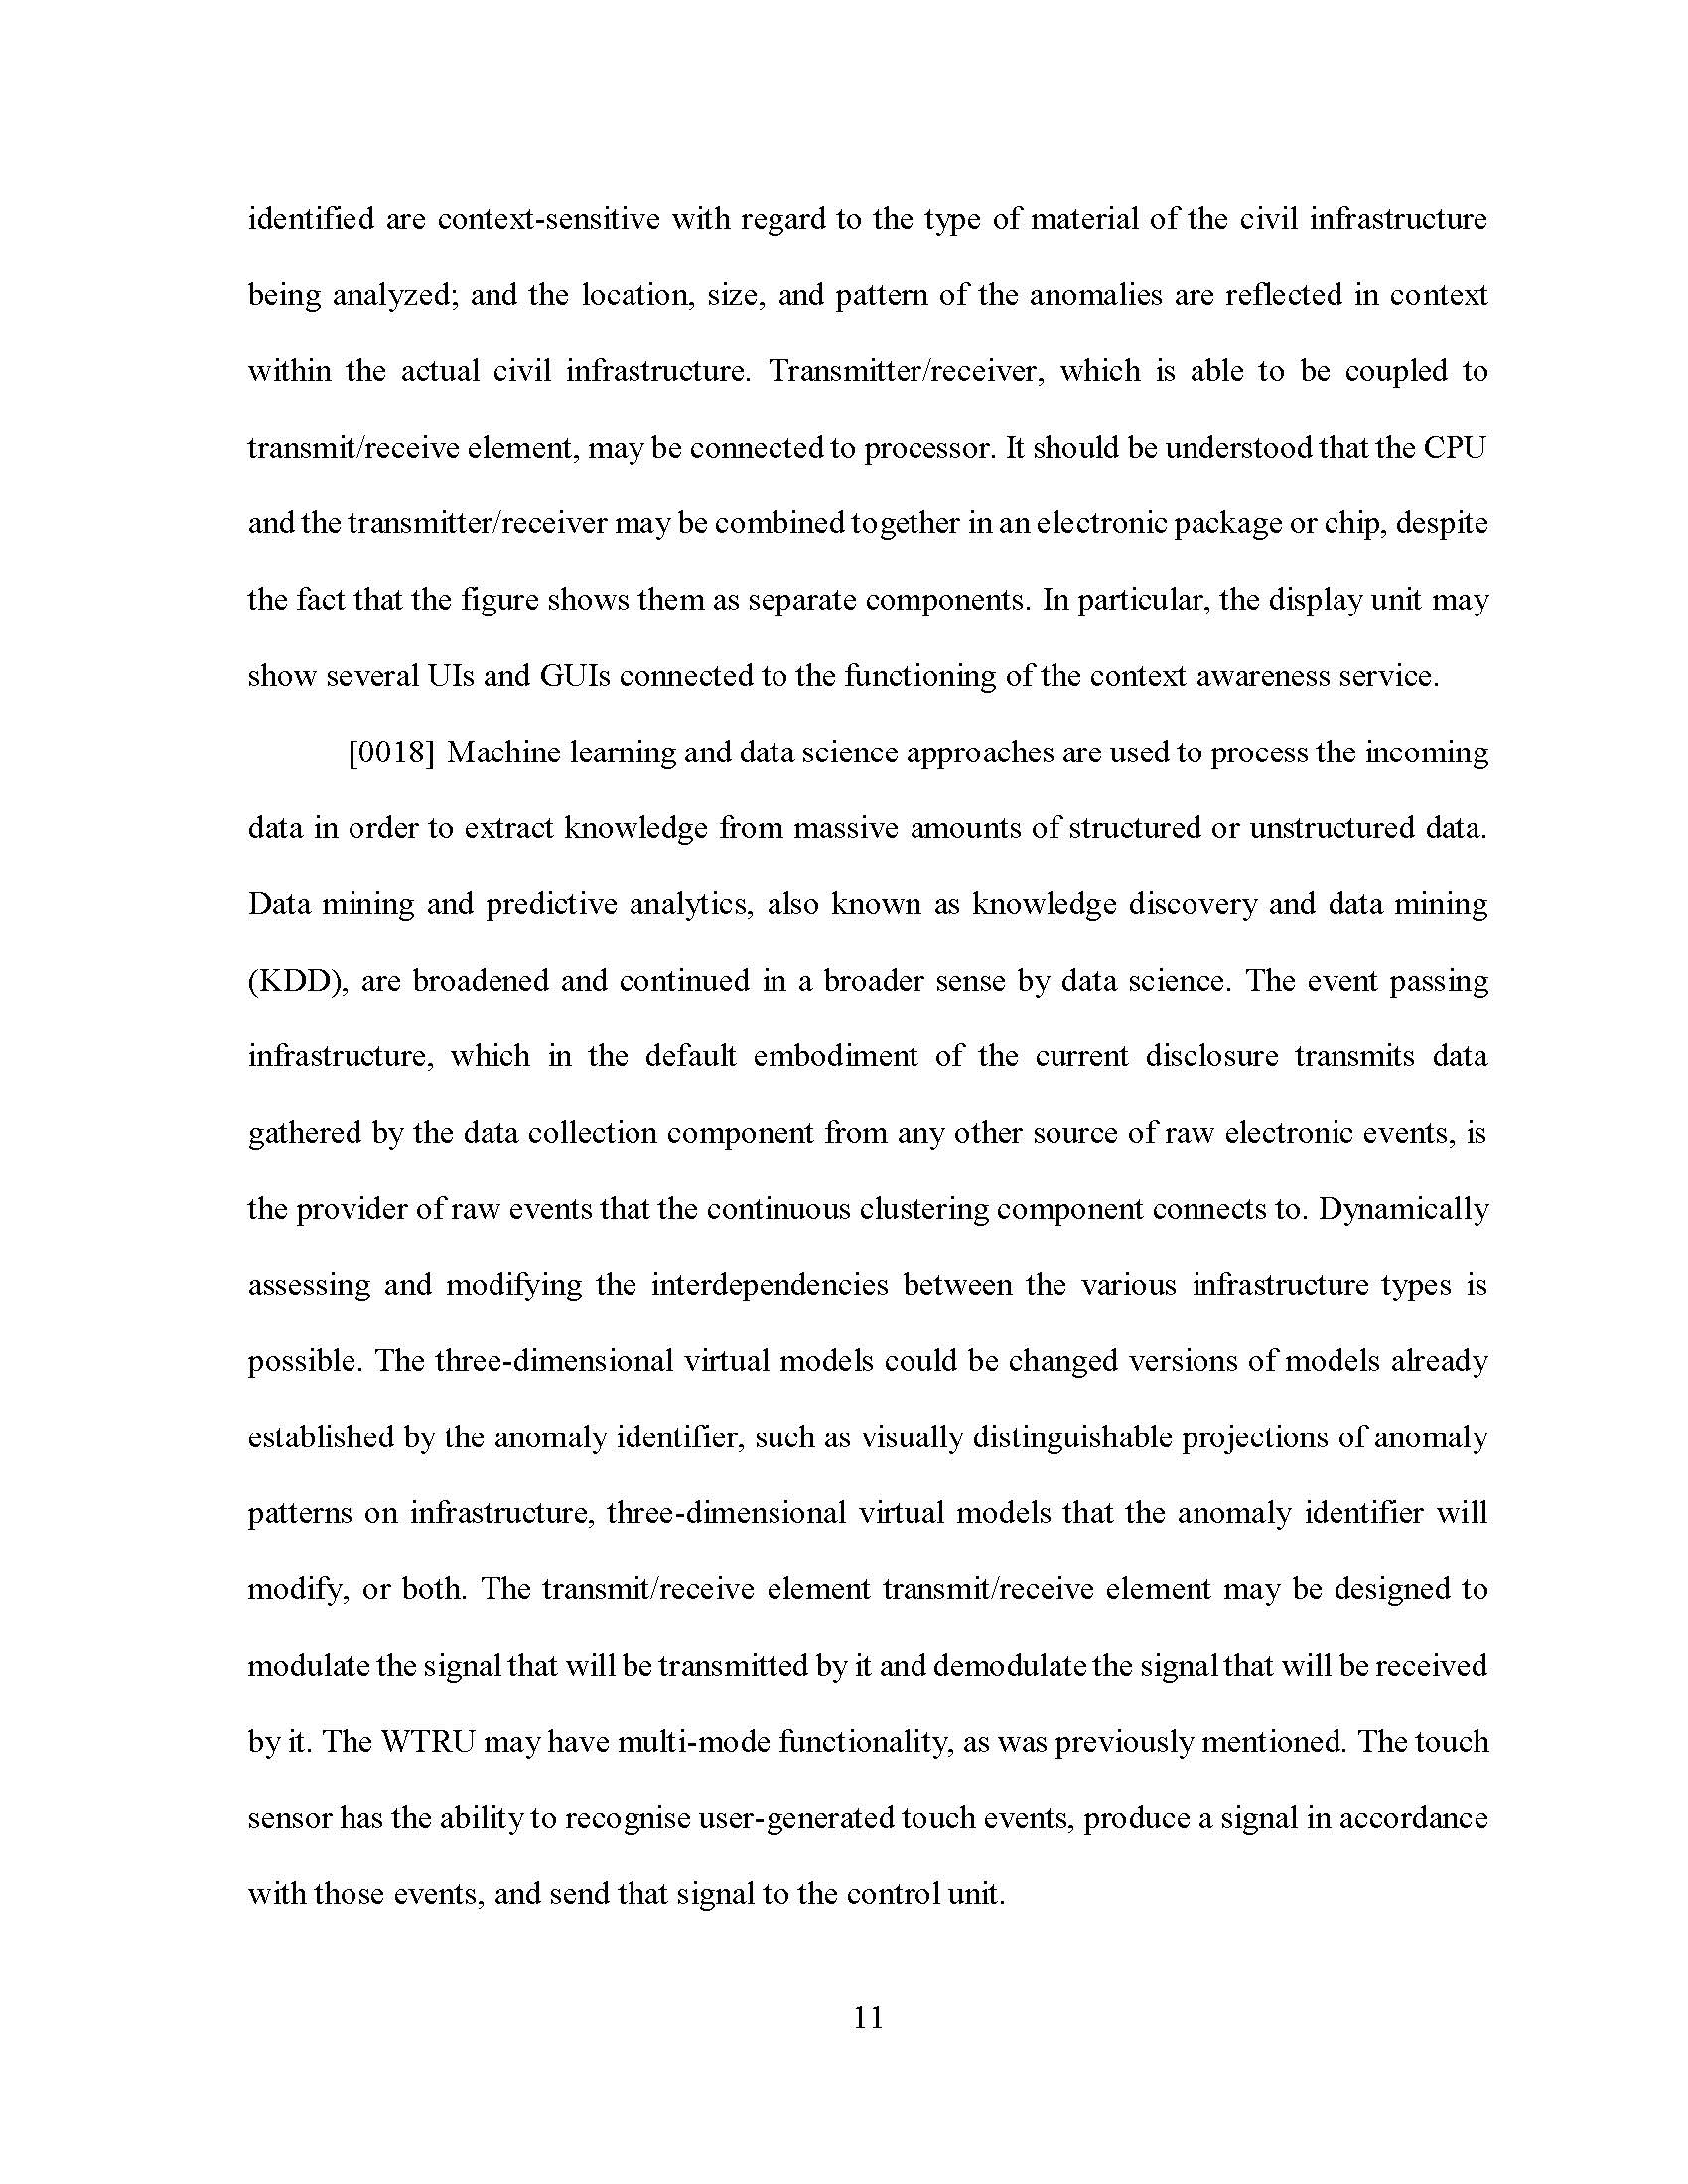 identified are context-sensitive with regard to the type of material of the civil infrastructure
being analyzed; and the location, size, and pattern of the anomalies are reflected in context
within the actual civil infrastructure. Transmitter/receiver, which is able to be coupled to
transmit/receive element, may be connected to processor. It should be understood that the CPU
and the transmitter/receiver may be combined together in an electronic package or chip, despite
the fact that the figure shows them as separate components. In particular, the display unit may
show several UIs and GUIs connected to the functioning of the context awareness service.
[0018] Machine learning and data science approaches are used to process the incoming
data in order to extract knowledge from massive amounts of structured or unstructured data.
Data mining and predictive analytics, also known as knowledge discovery and data mining
(KDD), are broadened and continued in a broader sense by data science. The event passing
infrastructure, which in the default embodiment of the current disclosure transmits data
gathered by the data collection component from any other source of raw electronic events, is
the provider of raw events that the continuous clustering component connects to. Dynamically
assessing and modifying the interdependencies between the various infrastructure types is
possible. The three-dimensional virtual models could be changed versions of models already
established by the anomaly identifier, such as visually distinguishable projections of anomaly
patterns on infrastructure, three-dimensional virtual models that the anomaly identifier will
modify, or both. The transmit/receive element transmit/receive element may be designed to
modulate the signal that will be transmitted by it and demodulate the signal that will be received
by it. The WTRU may have multi-mode functionality, as was previously mentioned. The touch
sensor has the ability to recognise user-generated touch events, produce a signal in accordance
with those events, and send that signal to the control unit.
11